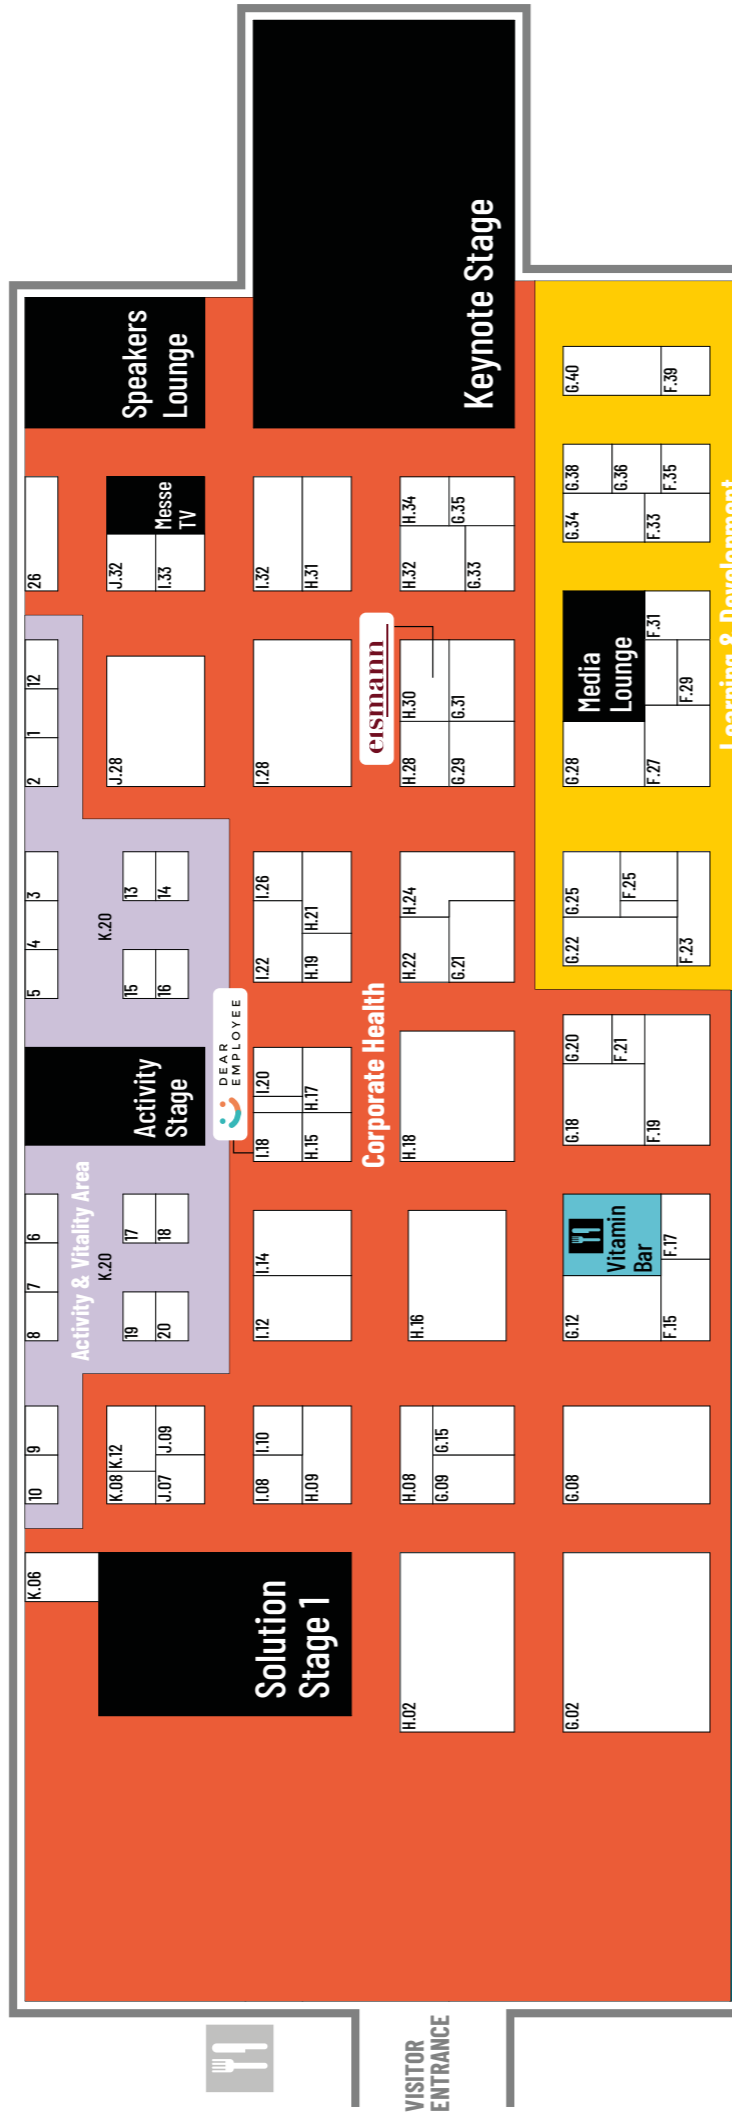 Keynote Stage
Speakers
Lounge
26
J.32
I.33
Messe
TV
I.32
H.31
H.34
G.35
H.32
G.33
G.40
F.39
G.38
G.36
F.35
G.34
F.33
12
1
2
J.28
I.28
eismann
H.30
G.31
H.28
G.29
Media
Lounge
F.31
F.29
G.28
F.27
Learning & Development
3
4
5
K.20
13
14
15
16
I.26
H.21
I.22
H.19
H.24
H.22
G.21
G.25
F.25
G.22
F.23
Activity
Stage
DEAR
EMPLOYEE
I.20
H.17
I.18
H.15
Corporate Health
H.18
G.20
F.21
G.18
F.19
Activity & Vitality Area
6
7
8
K.20
17
18
19
20
I.14
I.12
H.16
Vitamin
Bar
F.17
G.12
F.15
9
10
K.12
K.08
J.09
J.07
I.10
I.08
H.09
H.08
G.15
G.09
G.08
K.06
Solution
Stage 1
H.02
G.02
VISITOR
ENTRANCE